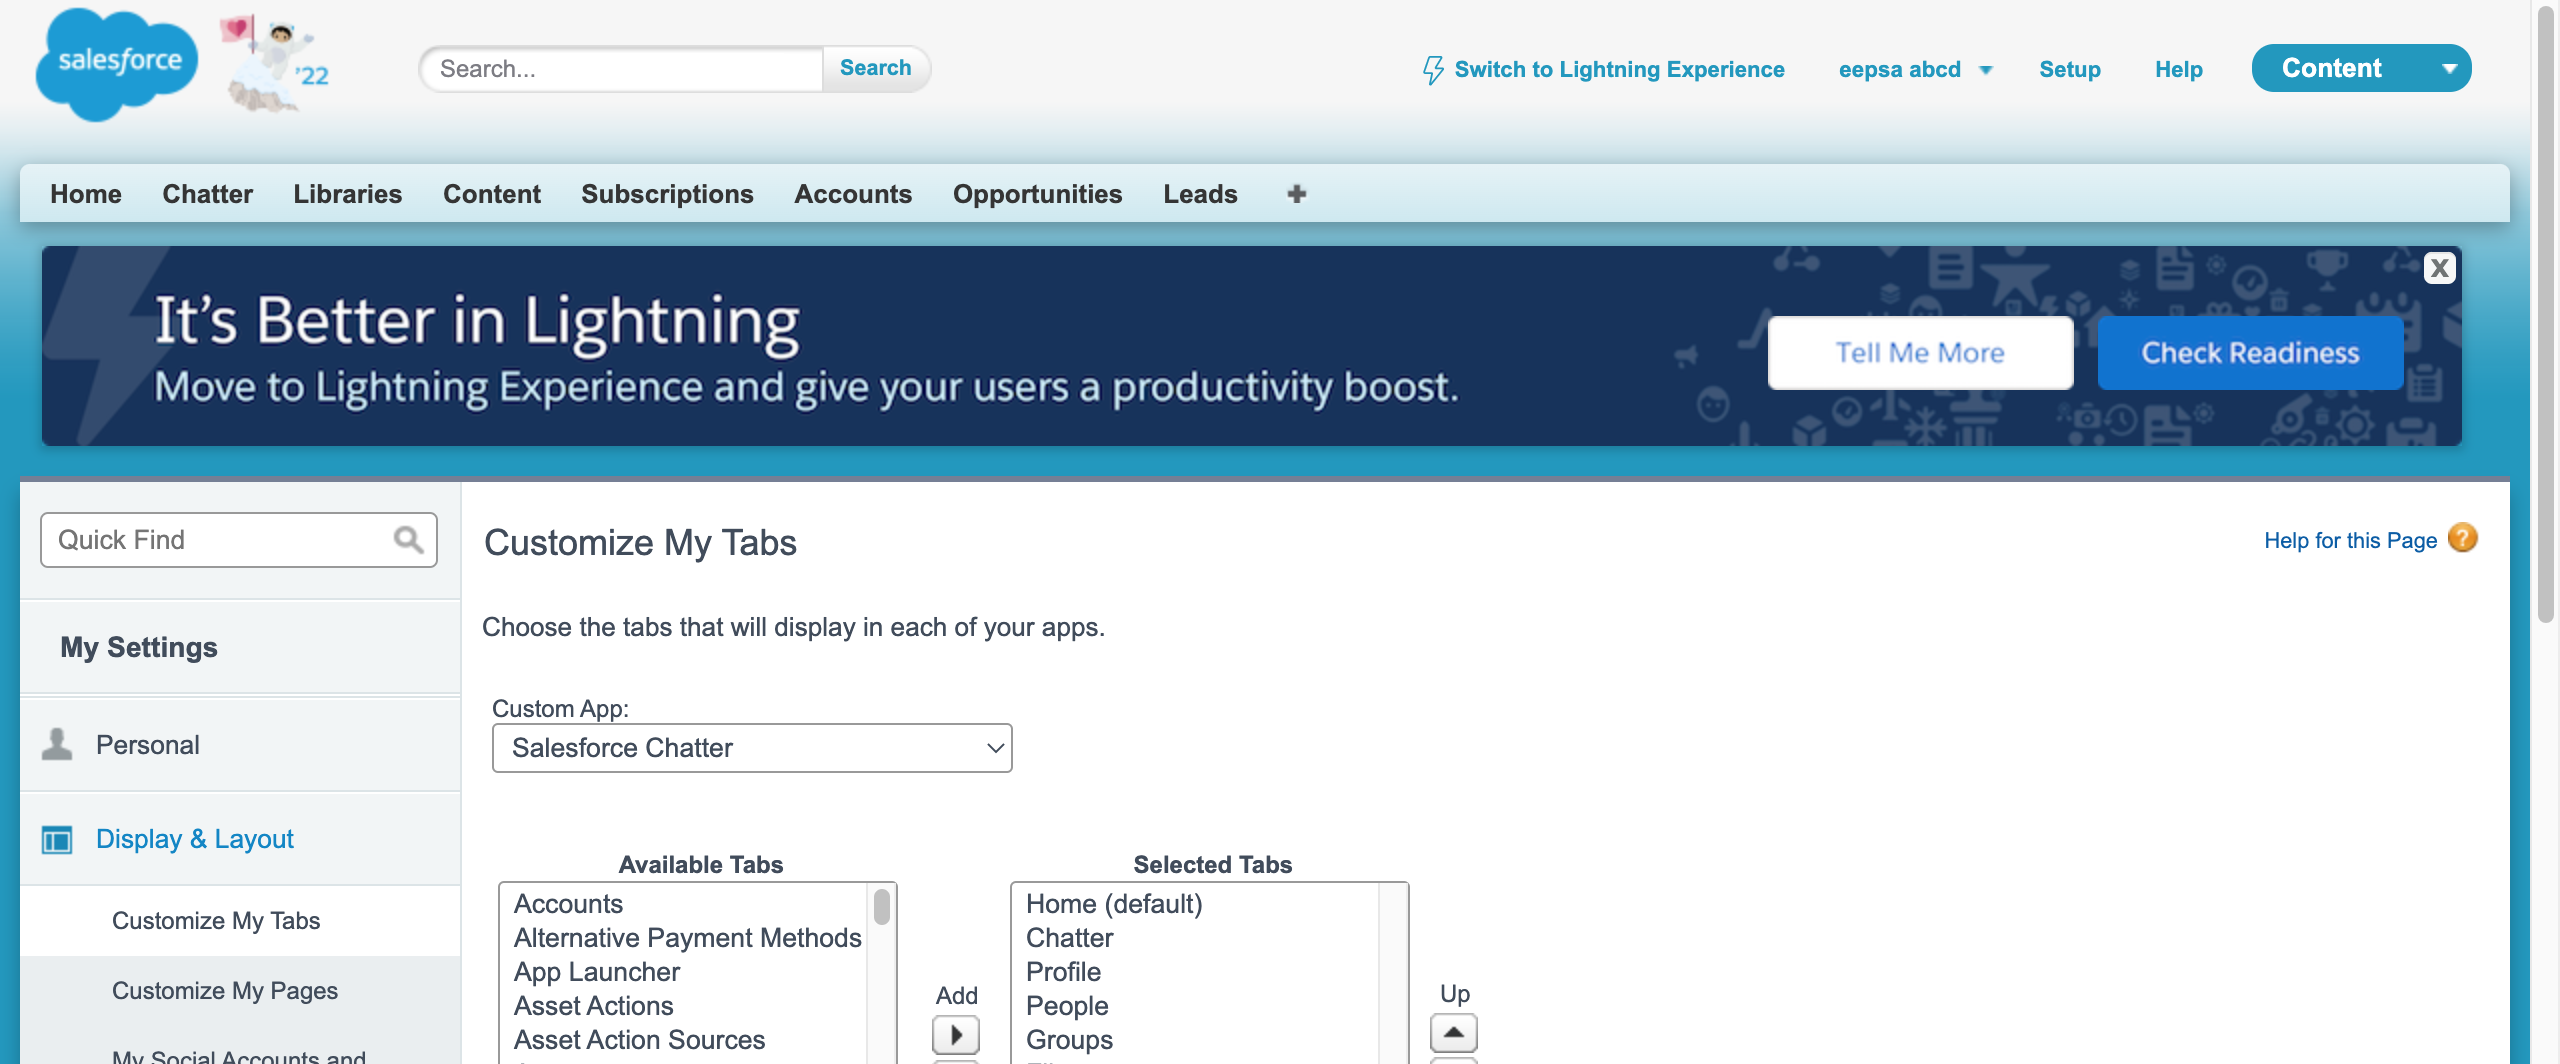 salesforce
'22
Search...
Search
Switch to Lightning Experience
eepsa abcd
Setup
Help
Content
Home
Chatter
Libraries
Content
Subscriptions
Accounts
Opportunities
Leads
It's Better in Lightning
Move to Lightning Experience and give your users a productivity boost.
Tell Me More
Check Readiness
X
Quick Find
My Settings
Personal
Display & Layout
Customize My Tabs
Customize My Pages
My Social Accounts and
Customize My Tabs
Help for this Page
Choose the tabs that will display in each of your apps.
Custom App:
Salesforce Chatter
Available Tabs
Accounts
Alternative Payment Methods
App Launcher
Asset Actions
Asset Action Sources
Add
Selected Tabs
Home (default)
Chatter
Profile
People
Groups
Up